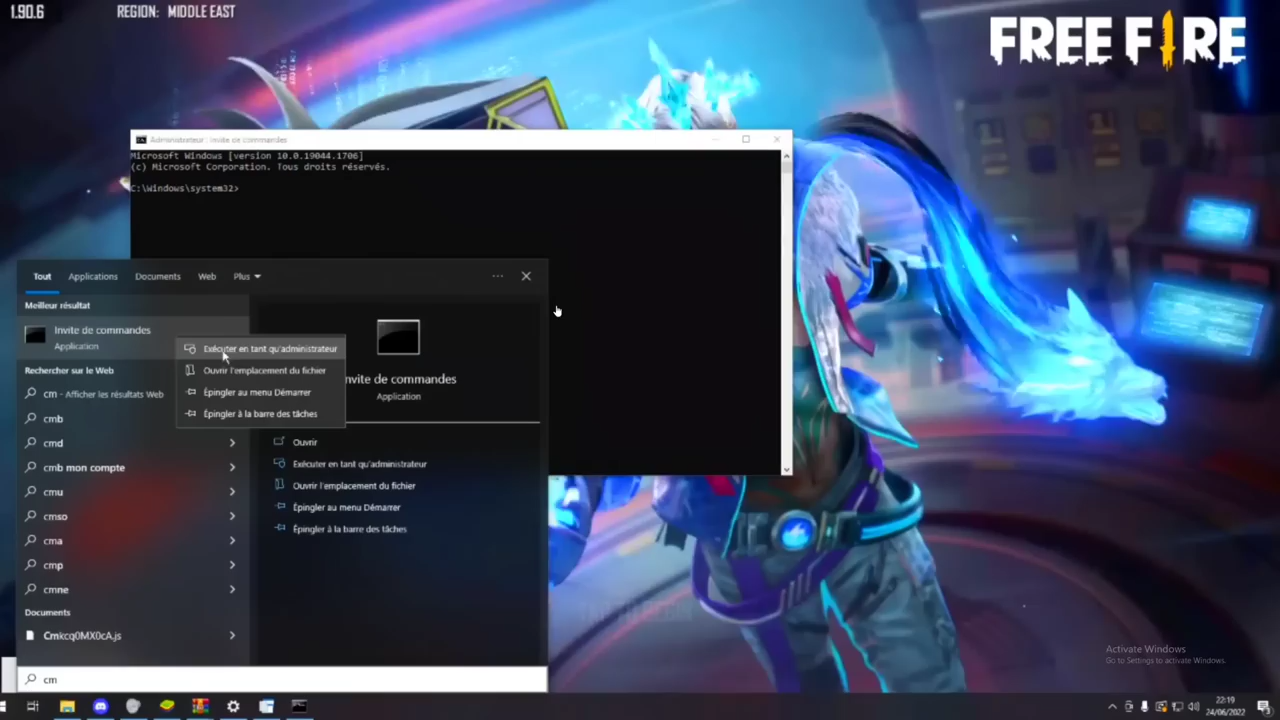 1.90.6
REGION: MIDDLE EAST
FREE FIRE
Administrateur : Invite de commandes
Microsoft Windows [version 10.0.19044.1706]
(c) Microsoft Corporation. Tous droits réservés.
C:\Windows\system32>
Tout Applications Documents Web Plus
Meilleur résultat
Invite de commandes
Application
Exécuter en tant qu'administrateur
Ouvrir l'emplacement du fichier
Épingler au menu Démarrer
Épingler à la barre des tâches
Rechercher sur le Web
cm - Afficher les résultats Web
cmb
cmd
cmb mon compte
cmu
cmso
cma
cmp
cmne
Documents
Cmkcq0MX0cA.js
cm
nvite de commandes
Application
Ouvrir
Exécuter en tant qu'administrateur
Ouvrir l'emplacement du fichier
Épingler au menu Démarrer
Épingler à la barre des tâches
Activate Windows
Go to Settings to activate Windows.
22:19
24/06/2022